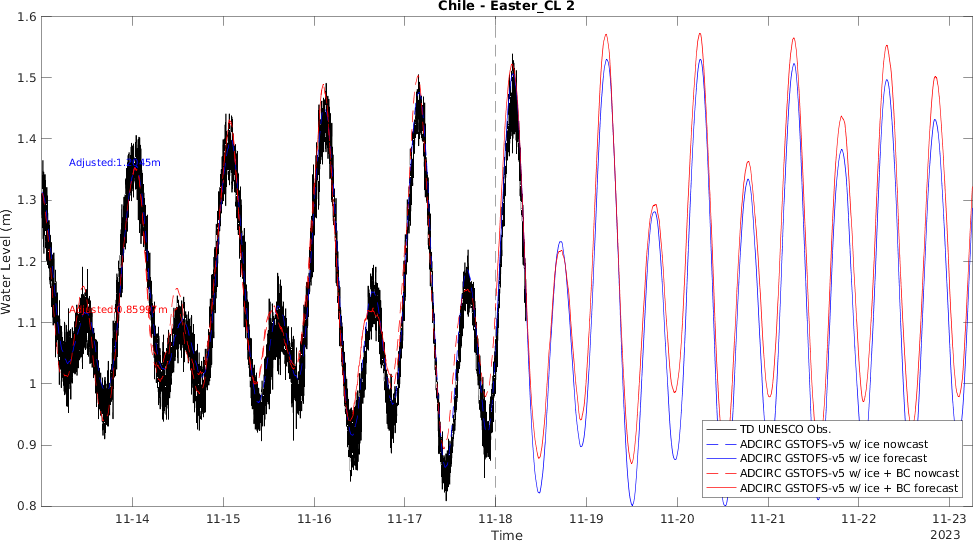 Chile - Easter_CL 2
1.6
1.5
1.4
1.3
1.2
1.1
1
0.9
0.8
Water Level (m)
TD UNESCO Obs.
ADCIRC GSTOFS-v5 w/ ice nowcast
ADCIRC GSTOFS-v5 w/ ice forecast
ADCIRC GSTOFS-v5 w/ ice + BC nowcast
ADCIRC GSTOFS-v5 w/ ice + BC forecast
11-14 11-15 11-16 11-17 11-18 11-19 11-20 11-21 11-22 11-23
Time
2023